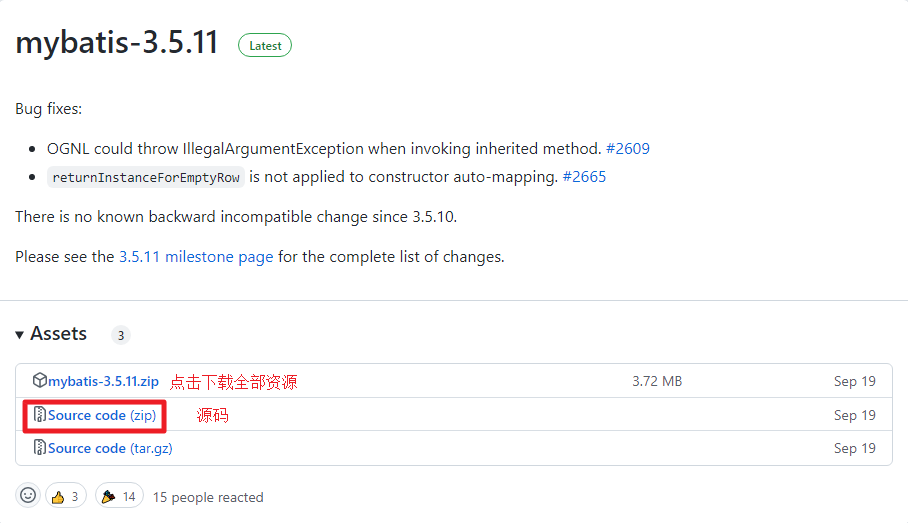 mybatis-3.5.11 Latest
Bug fixes:
OGNL could throw IllegalArgumentException when invoking inherited method. #2609
returnInstanceForEmptyRow is not applied to constructor auto-mapping. #2665
There is no known backward incompatible change since 3.5.10.
Please see the 3.5.11 milestone page for the complete list of changes.
Assets 3
mybatis-3.5.11.zip 点击下载全部资源 3.72 MB Sep 19
Source code (zip) 源码 Sep 19
Source code (tar.gz) Sep 19
3 14 15 people reacted